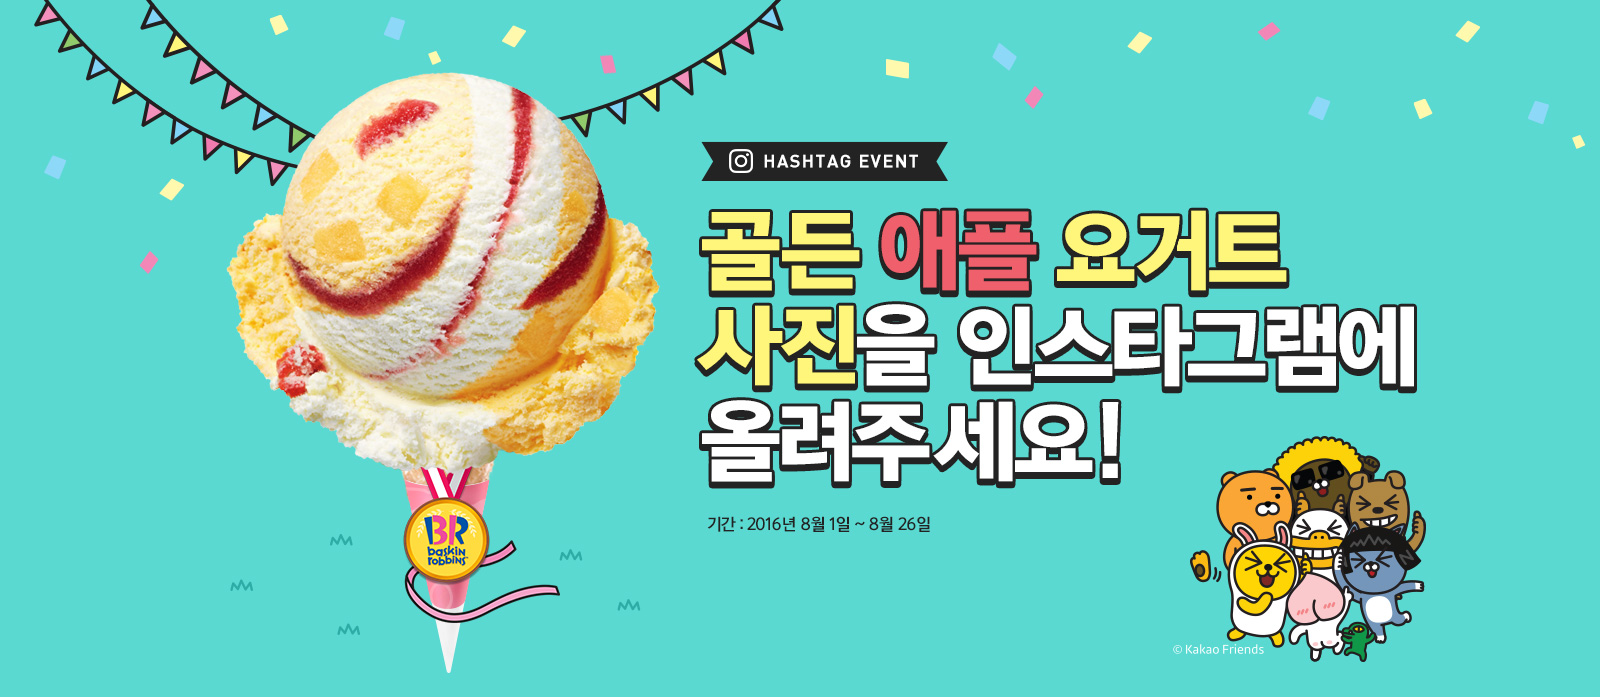 HASHTAG EVENT
골든 애플 요거트
사진을 인스타그램에
올려주세요!
기간 : 2016년 8월 1일 ~ 8월 26일
BR
baskin
robbins
© Kakao Friends